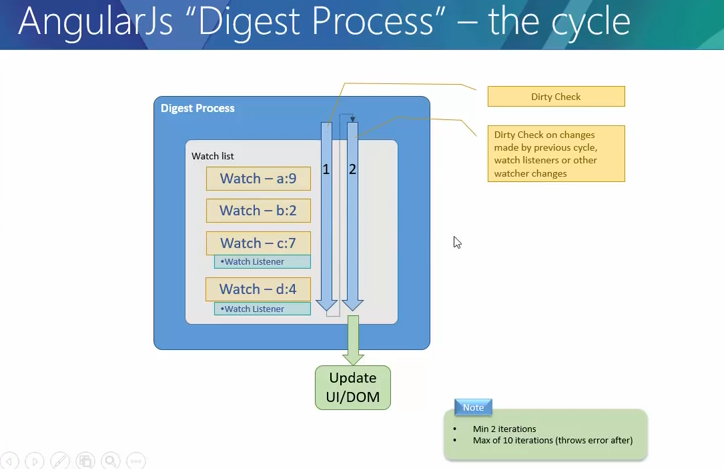 AngularJs “Digest Process” – the cycle
Digest Process
Dirty Check
Dirty Check on changes
made by previous cycle,
watch listeners or other
watcher changes
Watch list
1
2
Watch – a:9
Watch – b:2
Watch – c:7
•Watch Listener
Watch – d:4
•Watch Listener
Update
UI/DOM
Note
• Min 2 iterations
• Max of 10 iterations (throws error after)